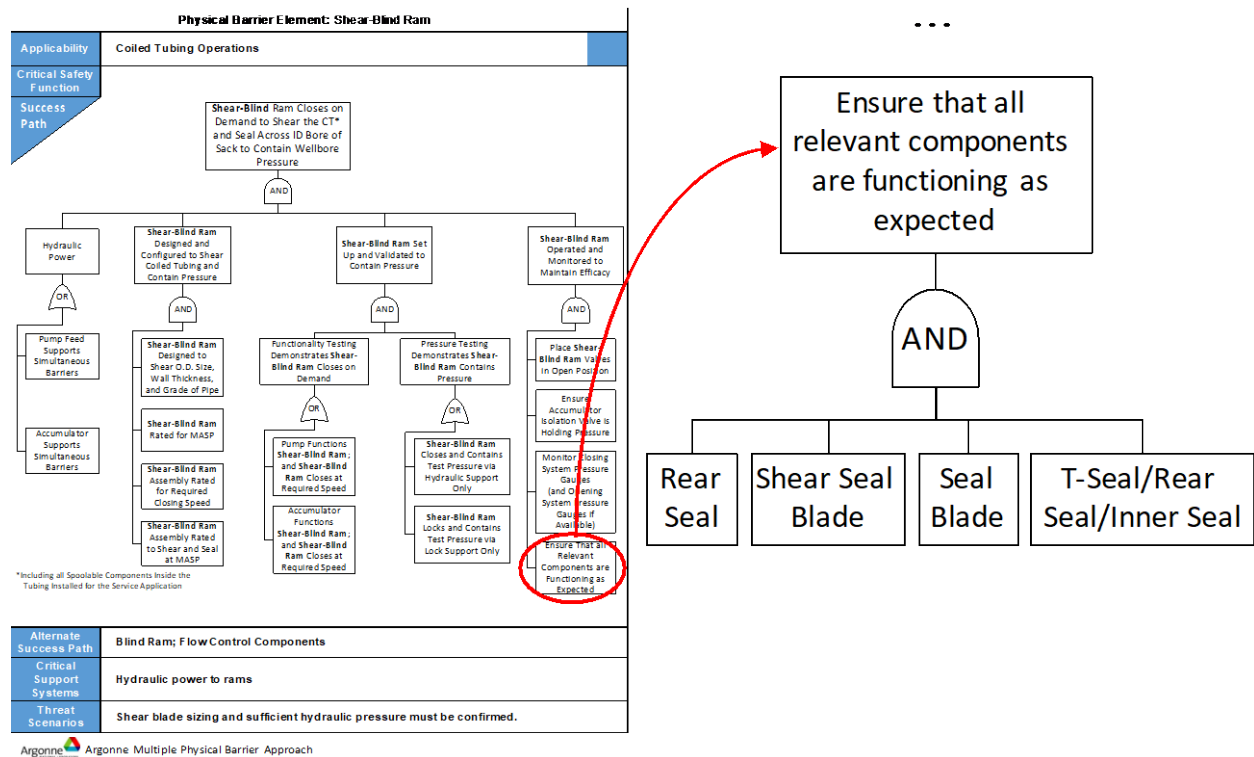 Physical Barrier Element: Shear-Blind Ram
Applicability
Coiled Tubing Operations
Critical Safety
Function
Success
Path
Shear-Blind Ram Closes on
Demand to Shear the CT*
and Seal Across ID Bore of
Sack to Contain Wellbore
Pressure
AND
Hydraulic
Power
OR
Pump Feed
Supports
Simultaneous
Barriers
Accumulator
Supports
Simultaneous
Barriers
Shear-Blind Ram
Designed and
Configured to Shear
Coiled Tubing and
Contain Pressure
AND
Shear-Blind Ram
Designed to
Shear O.D. Size,
Wall Thickness,
and Grade of Pipe
Shear-Blind Ram
Rated for MASP
Shear-Blind Ram
Assembly Rated
for Required
Closing Speed
Shear-Blind Ram
Assembly Rated
to Shear and Seal
at MASP
Shear-Blind Ram Set
Up and Validated to
Contain Pressure
AND
Functionality Testing
Demonstrates Shear-
Blind Ram Closes on
Demand
OR
Pump Functions
Shear-Blind Ram;
and Shear-Blind
Ram Closes at
Required Speed
Accumulator
Functions
Shear-Blind Ram;
and Shear-Blind
Ram Closes at
Required Speed
Pressure Testing
Demonstrates Shear-
Blind Ram Contains
Pressure
OR
Shear-Blind Ram
Closes and Contains
Test Pressure via
Hydraulic Support
Only
Shear-Blind Ram
Locks and Contains
Test Pressure via
Lock Support Only
Shear-Blind Ram
Operated and
Monitored to
Maintain Efficacy
AND
Place Shear-
Blind Ram Valves
in Open Position
Ensure
Accumulator
Isolation Valve is
Holding Pressure
Monitor Closing
System Pressure
Gauges
(and Opening
System Pressure
Gauges if
Available)
Ensure That all
Relevant
Components are
Functioning as
Expected
*Including all Spoolable Components Inside the
Tubing Installed for the Service Application
Alternate
Success Path
Blind Ram; Flow Control Components
Critical
Support
Systems
Hydraulic power to rams
Threat
Scenarios
Shear blade sizing and sufficient hydraulic pressure must be confirmed.
Argonne
Argonne Multiple Physical Barrier Approach
...
Ensure that all
relevant components
are functioning as
expected
AND
Rear
Seal
Shear Seal
Blade
Seal
Blade
T-Seal/Rear
Seal/Inner Seal